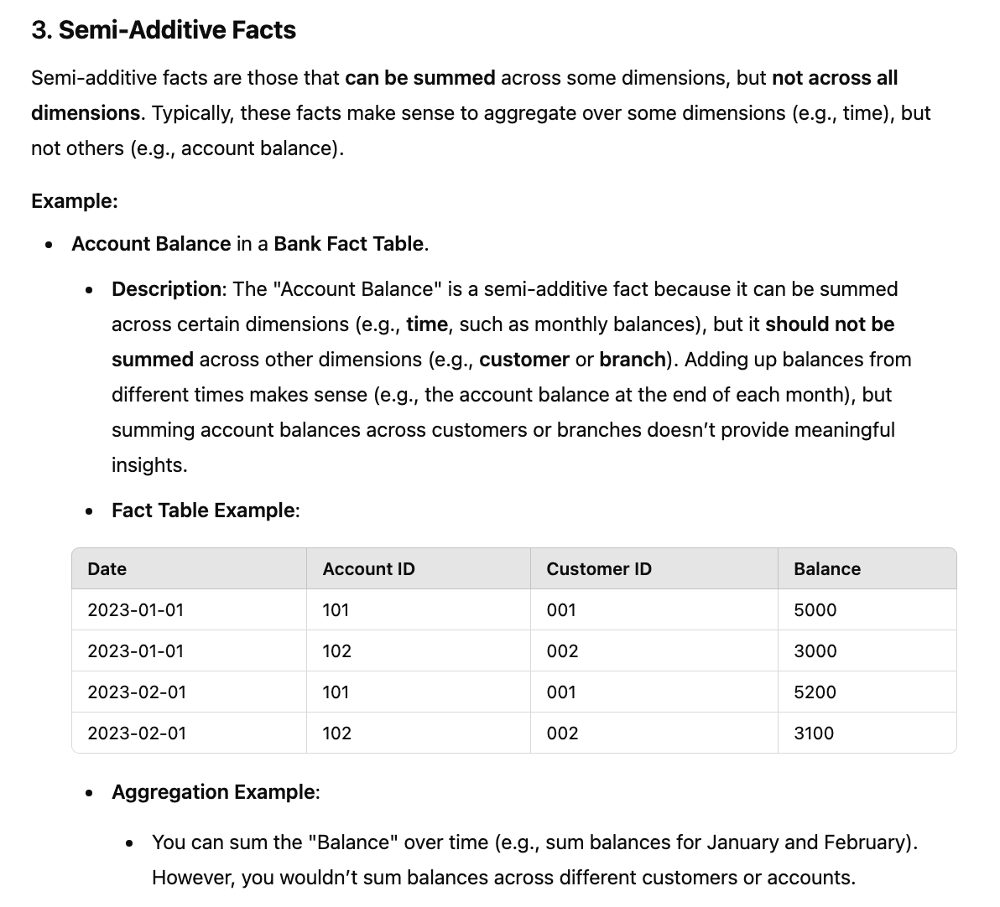 3. Semi-Additive Facts
Semi-additive facts are those that can be summed across some dimensions, but not across all
dimensions. Typically, these facts make sense to aggregate over some dimensions (e.g., time), but
not others (e.g., account balance).
Example:
• Account Balance in a Bank Fact Table.
• Description: The "Account Balance" is a semi-additive fact because it can be summed
across certain dimensions (e.g., time, such as monthly balances), but it should not be
summed across other dimensions (e.g., customer or branch). Adding up balances from
different times makes sense (e.g., the account balance at the end of each month), but
summing account balances across customers or branches doesn’t provide meaningful
insights.
• Fact Table Example:
Date Account ID Customer ID Balance
2023-01-01 101 001 5000
2023-01-01 102 002 3000
2023-02-01 101 001 5200
2023-02-01 102 002 3100
• Aggregation Example:
• You can sum the "Balance" over time (e.g., sum balances for January and February).
However, you wouldn’t sum balances across different customers or accounts.